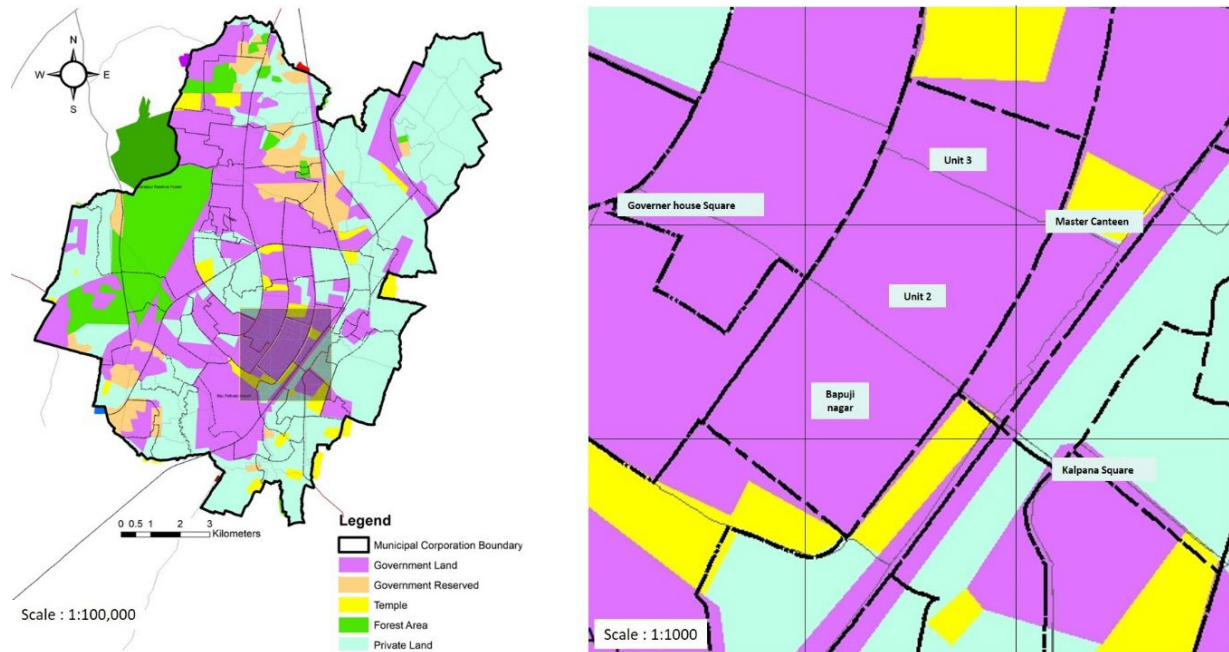 N
W E
S
0 0.5 1 2 3
Kilometers
Legend
Municipal Corporation Boundary
Government Land
Government Reserved
Temple
Forest Area
Private Land
Scale : 1:100,000
Unit 3
Governer house Square
Master Canteen
Unit 2
Bapuji
nagar
Kalpana Square
Scale : 1:1000